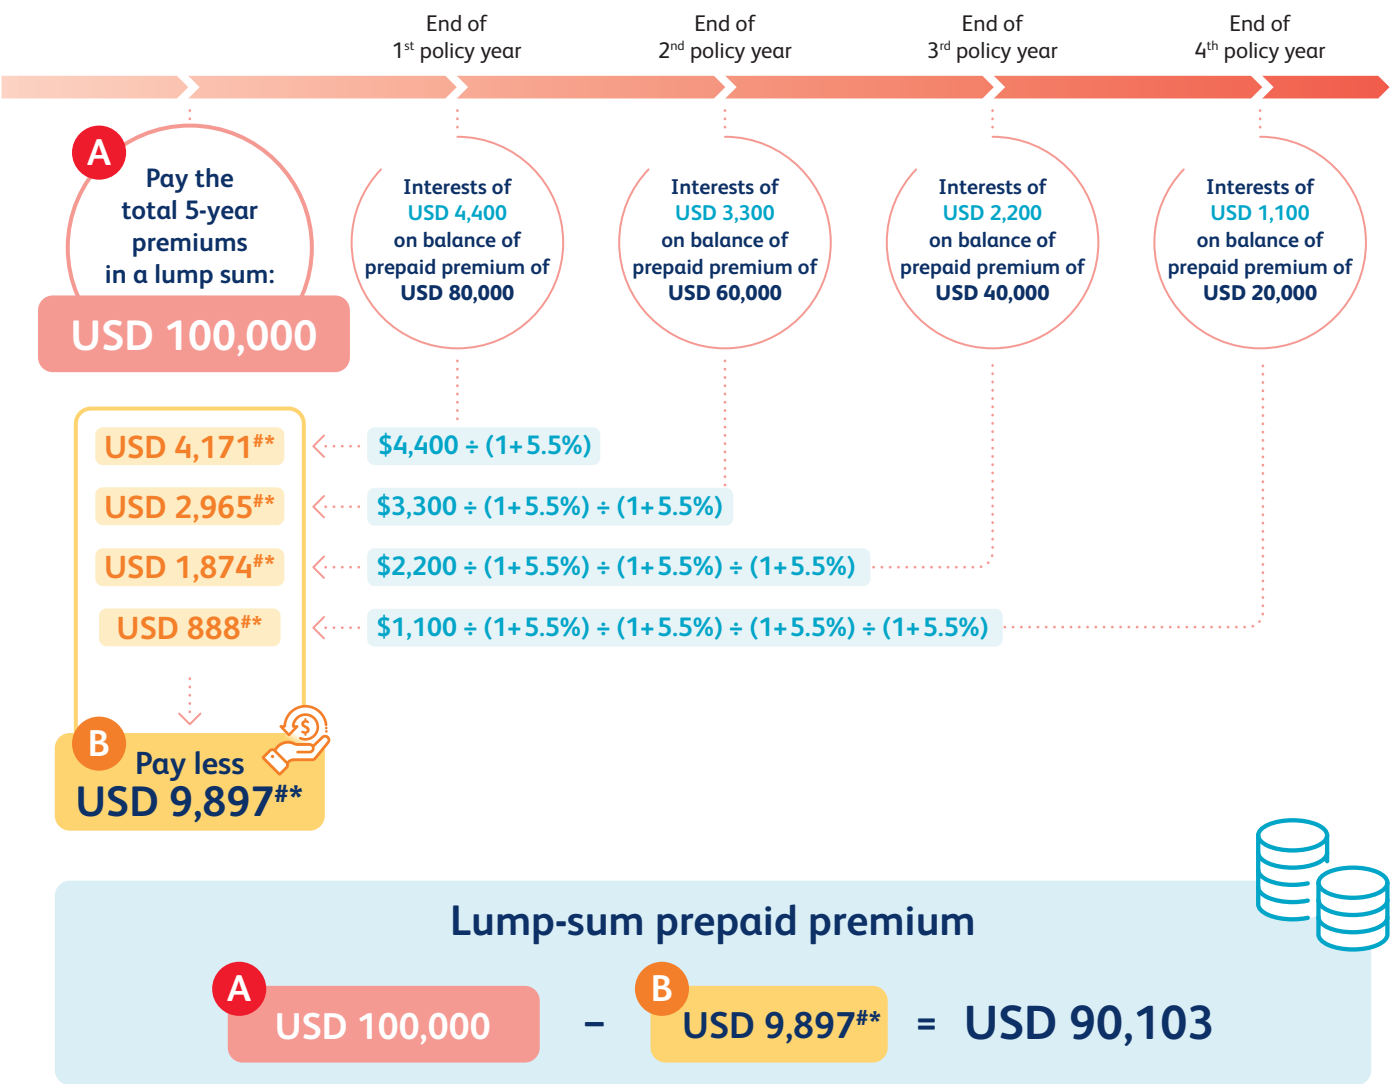 End of
1st policy year
End of
2nd policy year
End of
3rd policy year
End of
4th policy year
A
Pay the
total 5-year
premiums
in a lump sum:
USD 100,000
Interests of
USD 4,400
on balance of
prepaid premium of
USD 80,000
Interests of
USD 3,300
on balance of
prepaid premium of
USD 60,000
Interests of
USD 2,200
on balance of
prepaid premium of
USD 40,000
Interests of
USD 1,100
on balance of
prepaid premium of
USD 20,000
USD 4,171#*
$4,400 ÷ (1+5.5%)
USD 2,965#*
$3,300 ÷ (1+5.5%) ÷ (1+5.5%)
USD 1,874#*
$2,200 ÷ (1+5.5%) ÷ (1+5.5%) ÷ (1+5.5%)
USD 888#*
$1,100 ÷ (1+5.5%) ÷ (1+5.5%) ÷ (1+5.5%) ÷ (1+5.5%)
B
$
Pay less
USD 9,897#*
Lump-sum prepaid premium
A
B
USD 100,000 – USD 9,897#* = USD 90,103